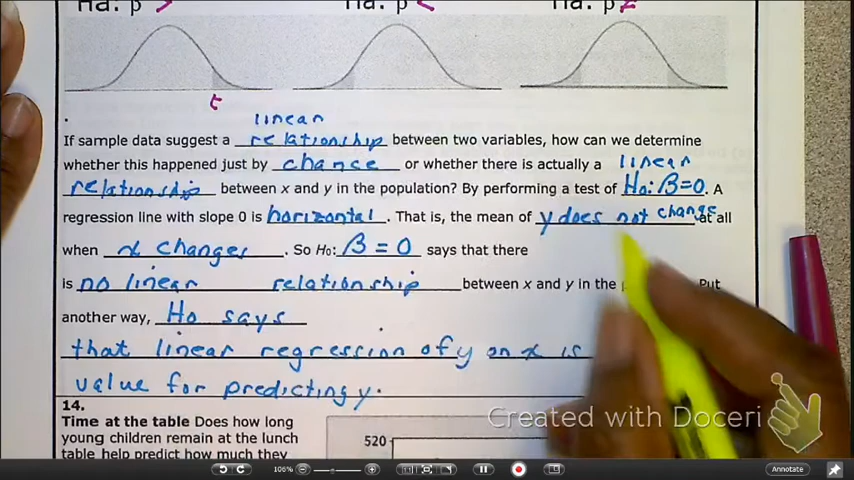 Ha: β > Ha: β < Ha: β ≠
t
linear
If sample data suggest a relationship between two variables, how can we determine
whether this happened just by chance or whether there is actually a linear
relationship between x and y in the population? By performing a test of H₀: β=0. A
regression line with slope 0 is horizontal. That is, the mean of y does not change at all
when x changes. So H₀: β = 0 says that there
is no linear relationship between x and y in the Put
another way, Ho says
that linear regression of y on x is
value for predicting y.
14.
Time at the table Does how long
young children remain at the lunch
table help predict how much they
520
Created with Doceri
106%
Annotate